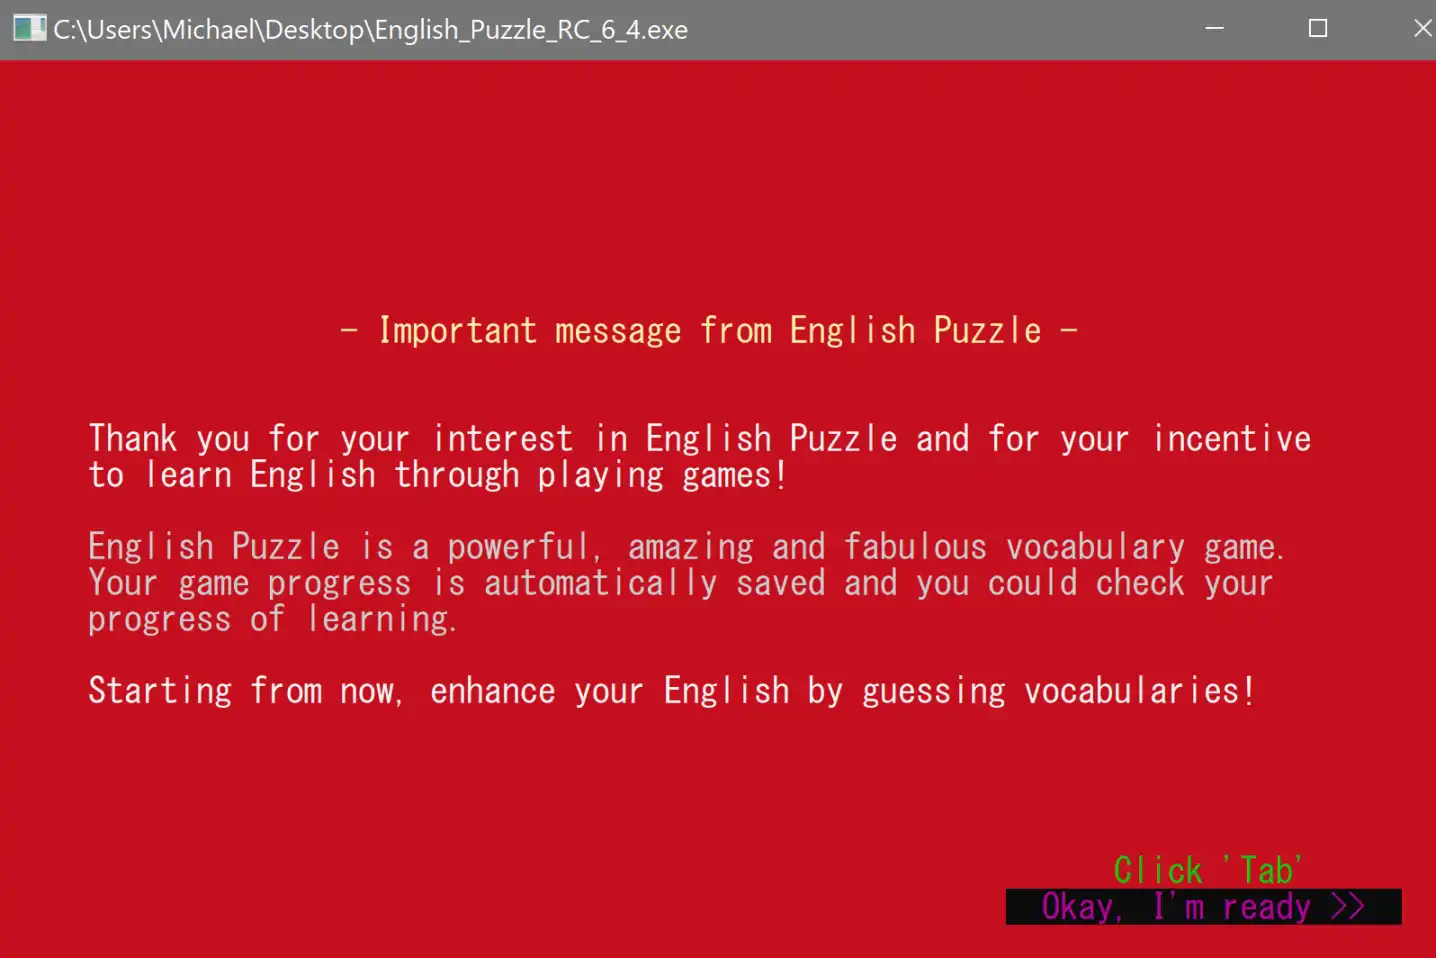 C:\Users\Michael\Desktop\English_Puzzle_RC_6_4.exe
- Important message from English Puzzle -
Thank you for your interest in English Puzzle and for your incentive
to learn English through playing games!
English Puzzle is a powerful, amazing and fabulous vocabulary game.
Your game progress is automatically saved and you could check your
progress of learning.
Starting from now, enhance your English by guessing vocabularies!
Click 'Tab'
Okay, I'm ready >>